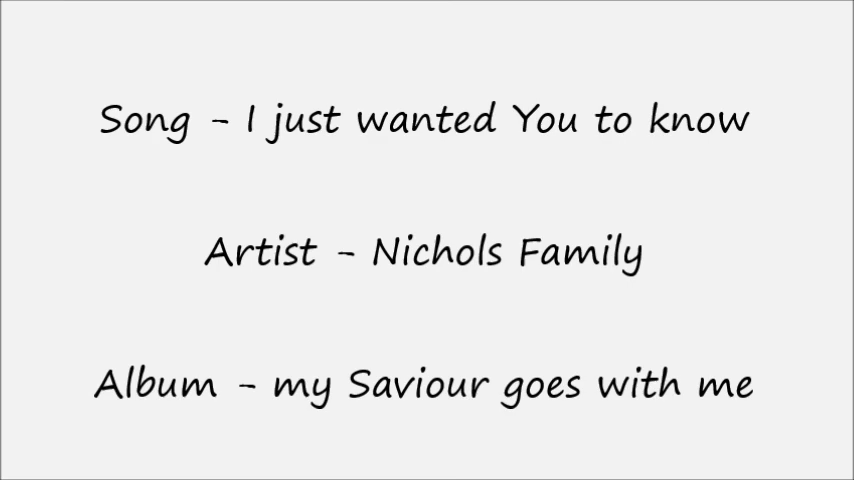 Song - I just wanted You to know
Artist - Nichols Family
Album - my Saviour goes with me